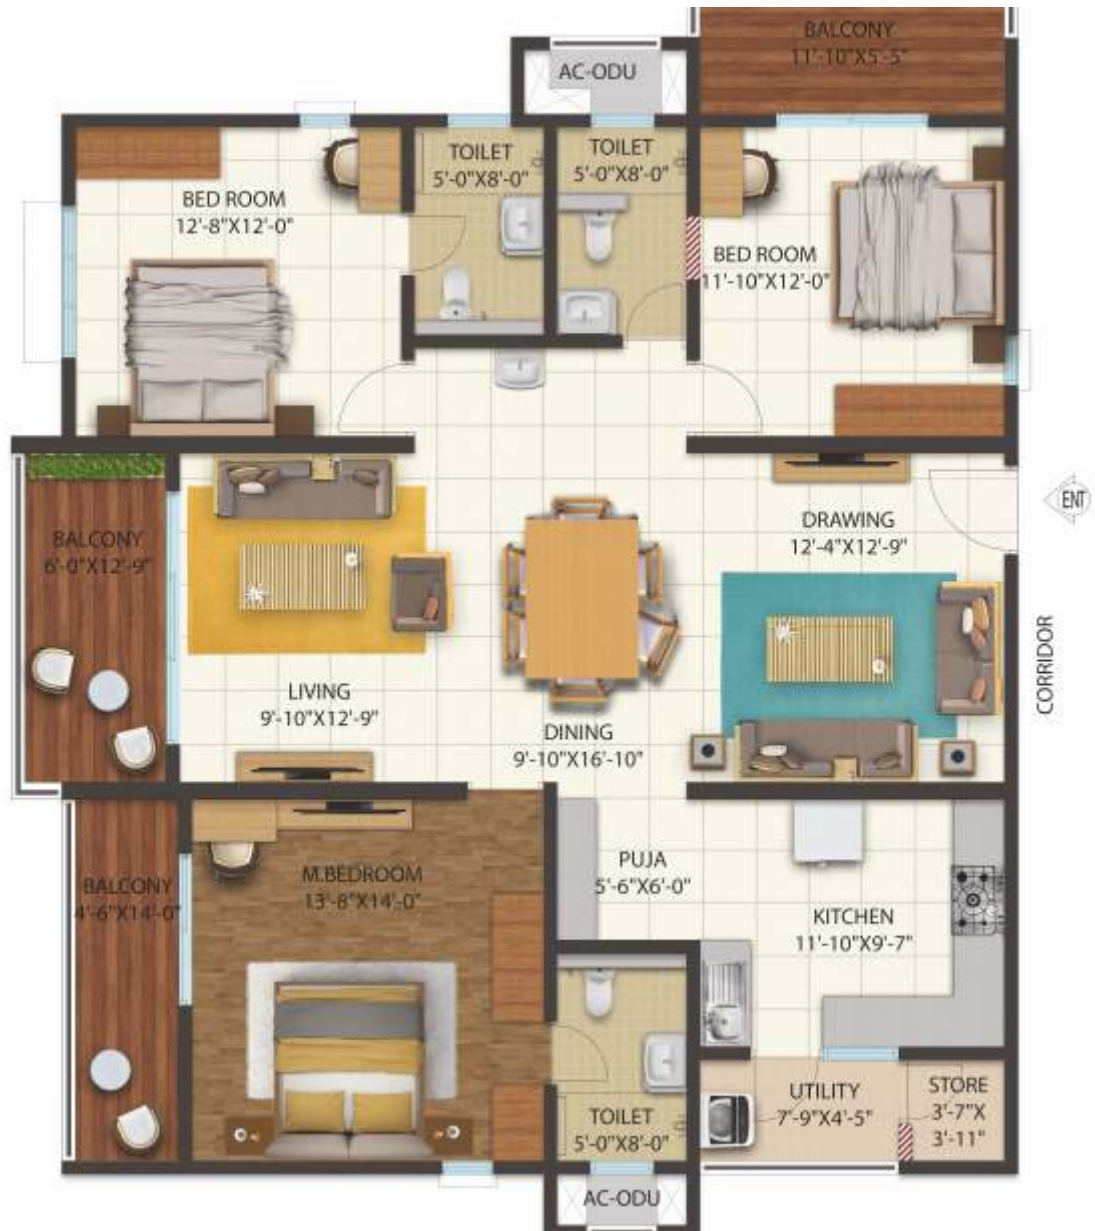 BALCONY
11'-10"X5'-5"
AC-ODU
TOILET
5'-0"X8'-0"
TOILET
5'-0"X8'-0"
BED ROOM
12'-8"X12'-0"
BED ROOM
11'-10"X12'-0"
ENT
BALCONY
6'-0"X12'-9"
DRAWING
12'-4"X12'-9"
CORRIDOR
LIVING
9'-10"X12'-9"
DINING
9'-10"X16'-10"
BALCONY
4'-6"X14'-0"
M.BEDROOM
13'-8"X14'-0"
PUJA
5'-6"X6'-0"
KITCHEN
11'-10"X9'-7"
TOILET
5'-0"X8'-0"
UTILITY
7'-9"X4'-5"
STORE
3'-7"X
3'-11"
AC-ODU